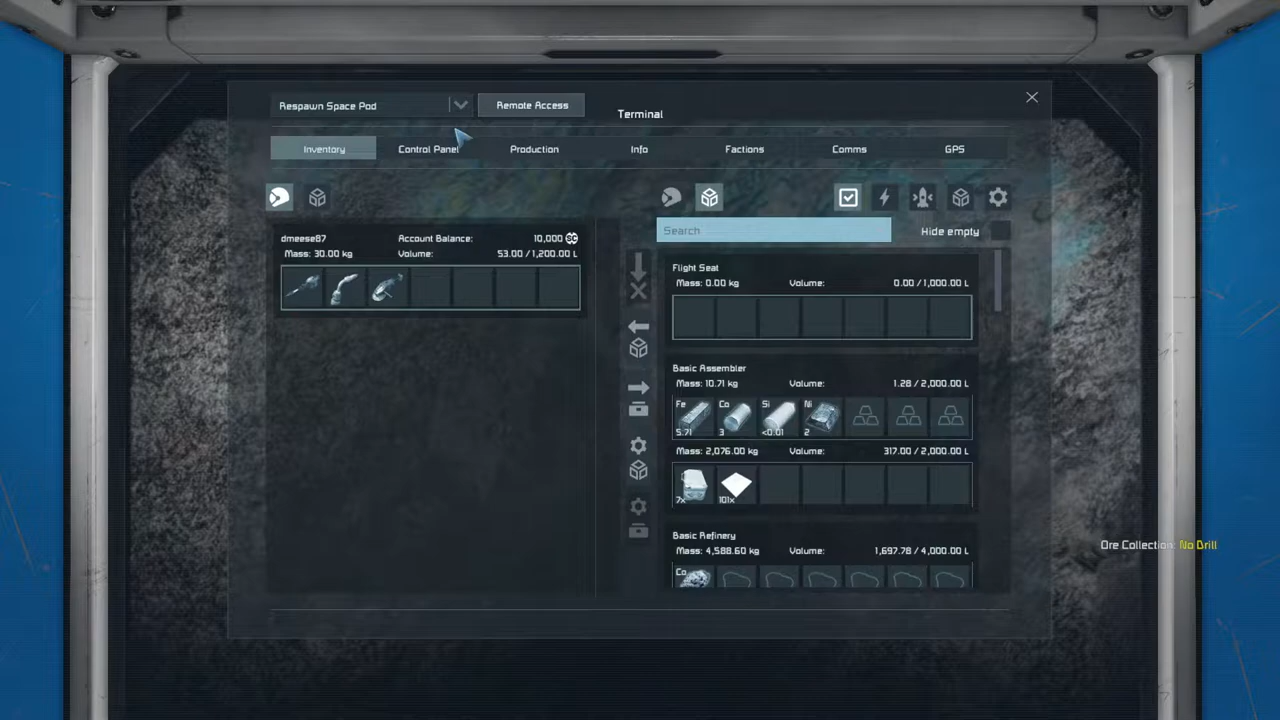 Respawn Space Pod
Remote Access
Terminal
Inventory
Control Panel
Production
Info
Factions
Comms
GPS
dmeese87 Account Balance: 10,000 SC
Mass: 30.00 kg Volume: 53.00 / 1,200.00 L
Search
Hide empty
Flight Seat
Mass: 0.00 kg Volume: 0.00 / 1,000.00 L
Basic Assembler
Mass: 10.71 kg Volume: 1.28 / 2,000.00 L
Fe Co Si Ni
5.71 3 <0.01 2
Mass: 2,076.00 kg 317.00 / 2,000.00 L
7x 101x
Basic Refinery
Mass: 4,588.60 kg Volume: 1,697.78 / 4,000.00 L
Co
Ore Collection: No Drill